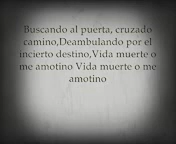 Buscando al puerta, cruzado
camino,Deambulando por el
incierto destino,Vida muerte o
me amotino Vida muerte o me
amotino